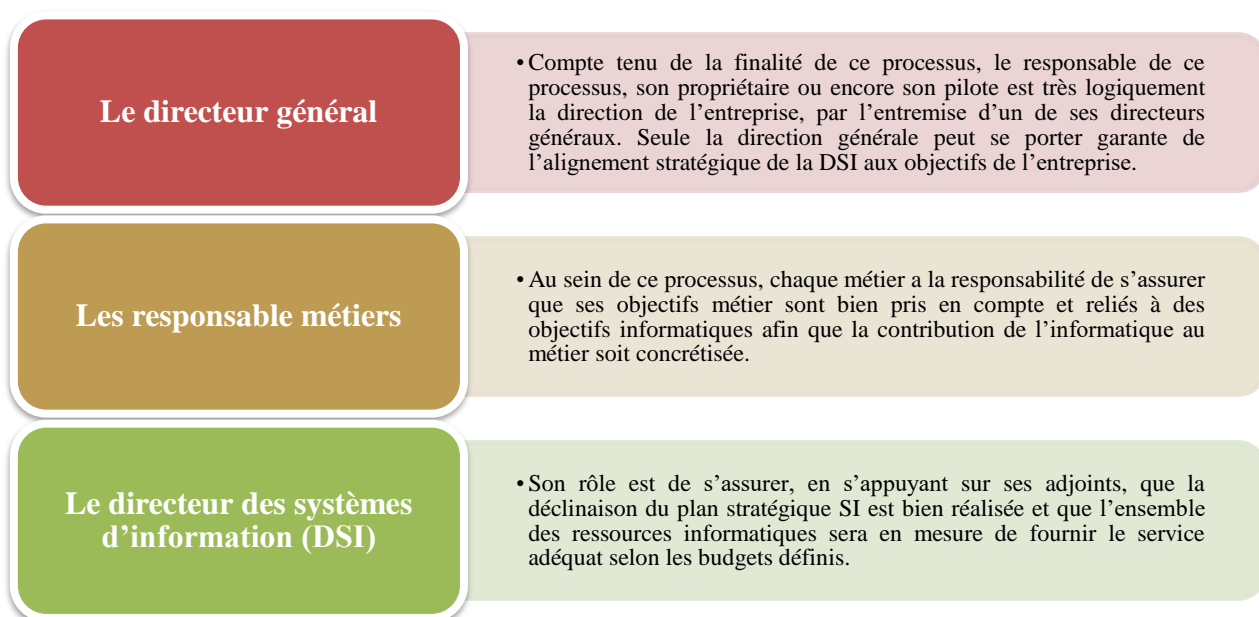 Le directeur général
• Compte tenu de la finalité de ce processus, le responsable de ce
processus, son propriétaire ou encore son pilote est très logiquement
la direction de l’entreprise, par l’entremise d’un de ses directeurs
généraux. Seule la direction générale peut se porter garante de
l’alignement stratégique de la DSI aux objectifs de l’entreprise.
Les responsable métiers
• Au sein de ce processus, chaque métier a la responsabilité de s’assurer
que ses objectifs métier sont bien pris en compte et reliés à des
objectifs informatiques afin que la contribution de l’informatique au
métier soit concrétisée.
Le directeur des systèmes
d’information (DSI)
• Son rôle est de s’assurer, en s’appuyant sur ses adjoints, que la
déclinaison du plan stratégique SI est bien réalisée et que l’ensemble
des ressources informatiques sera en mesure de fournir le service
adéquat selon les budgets définis.